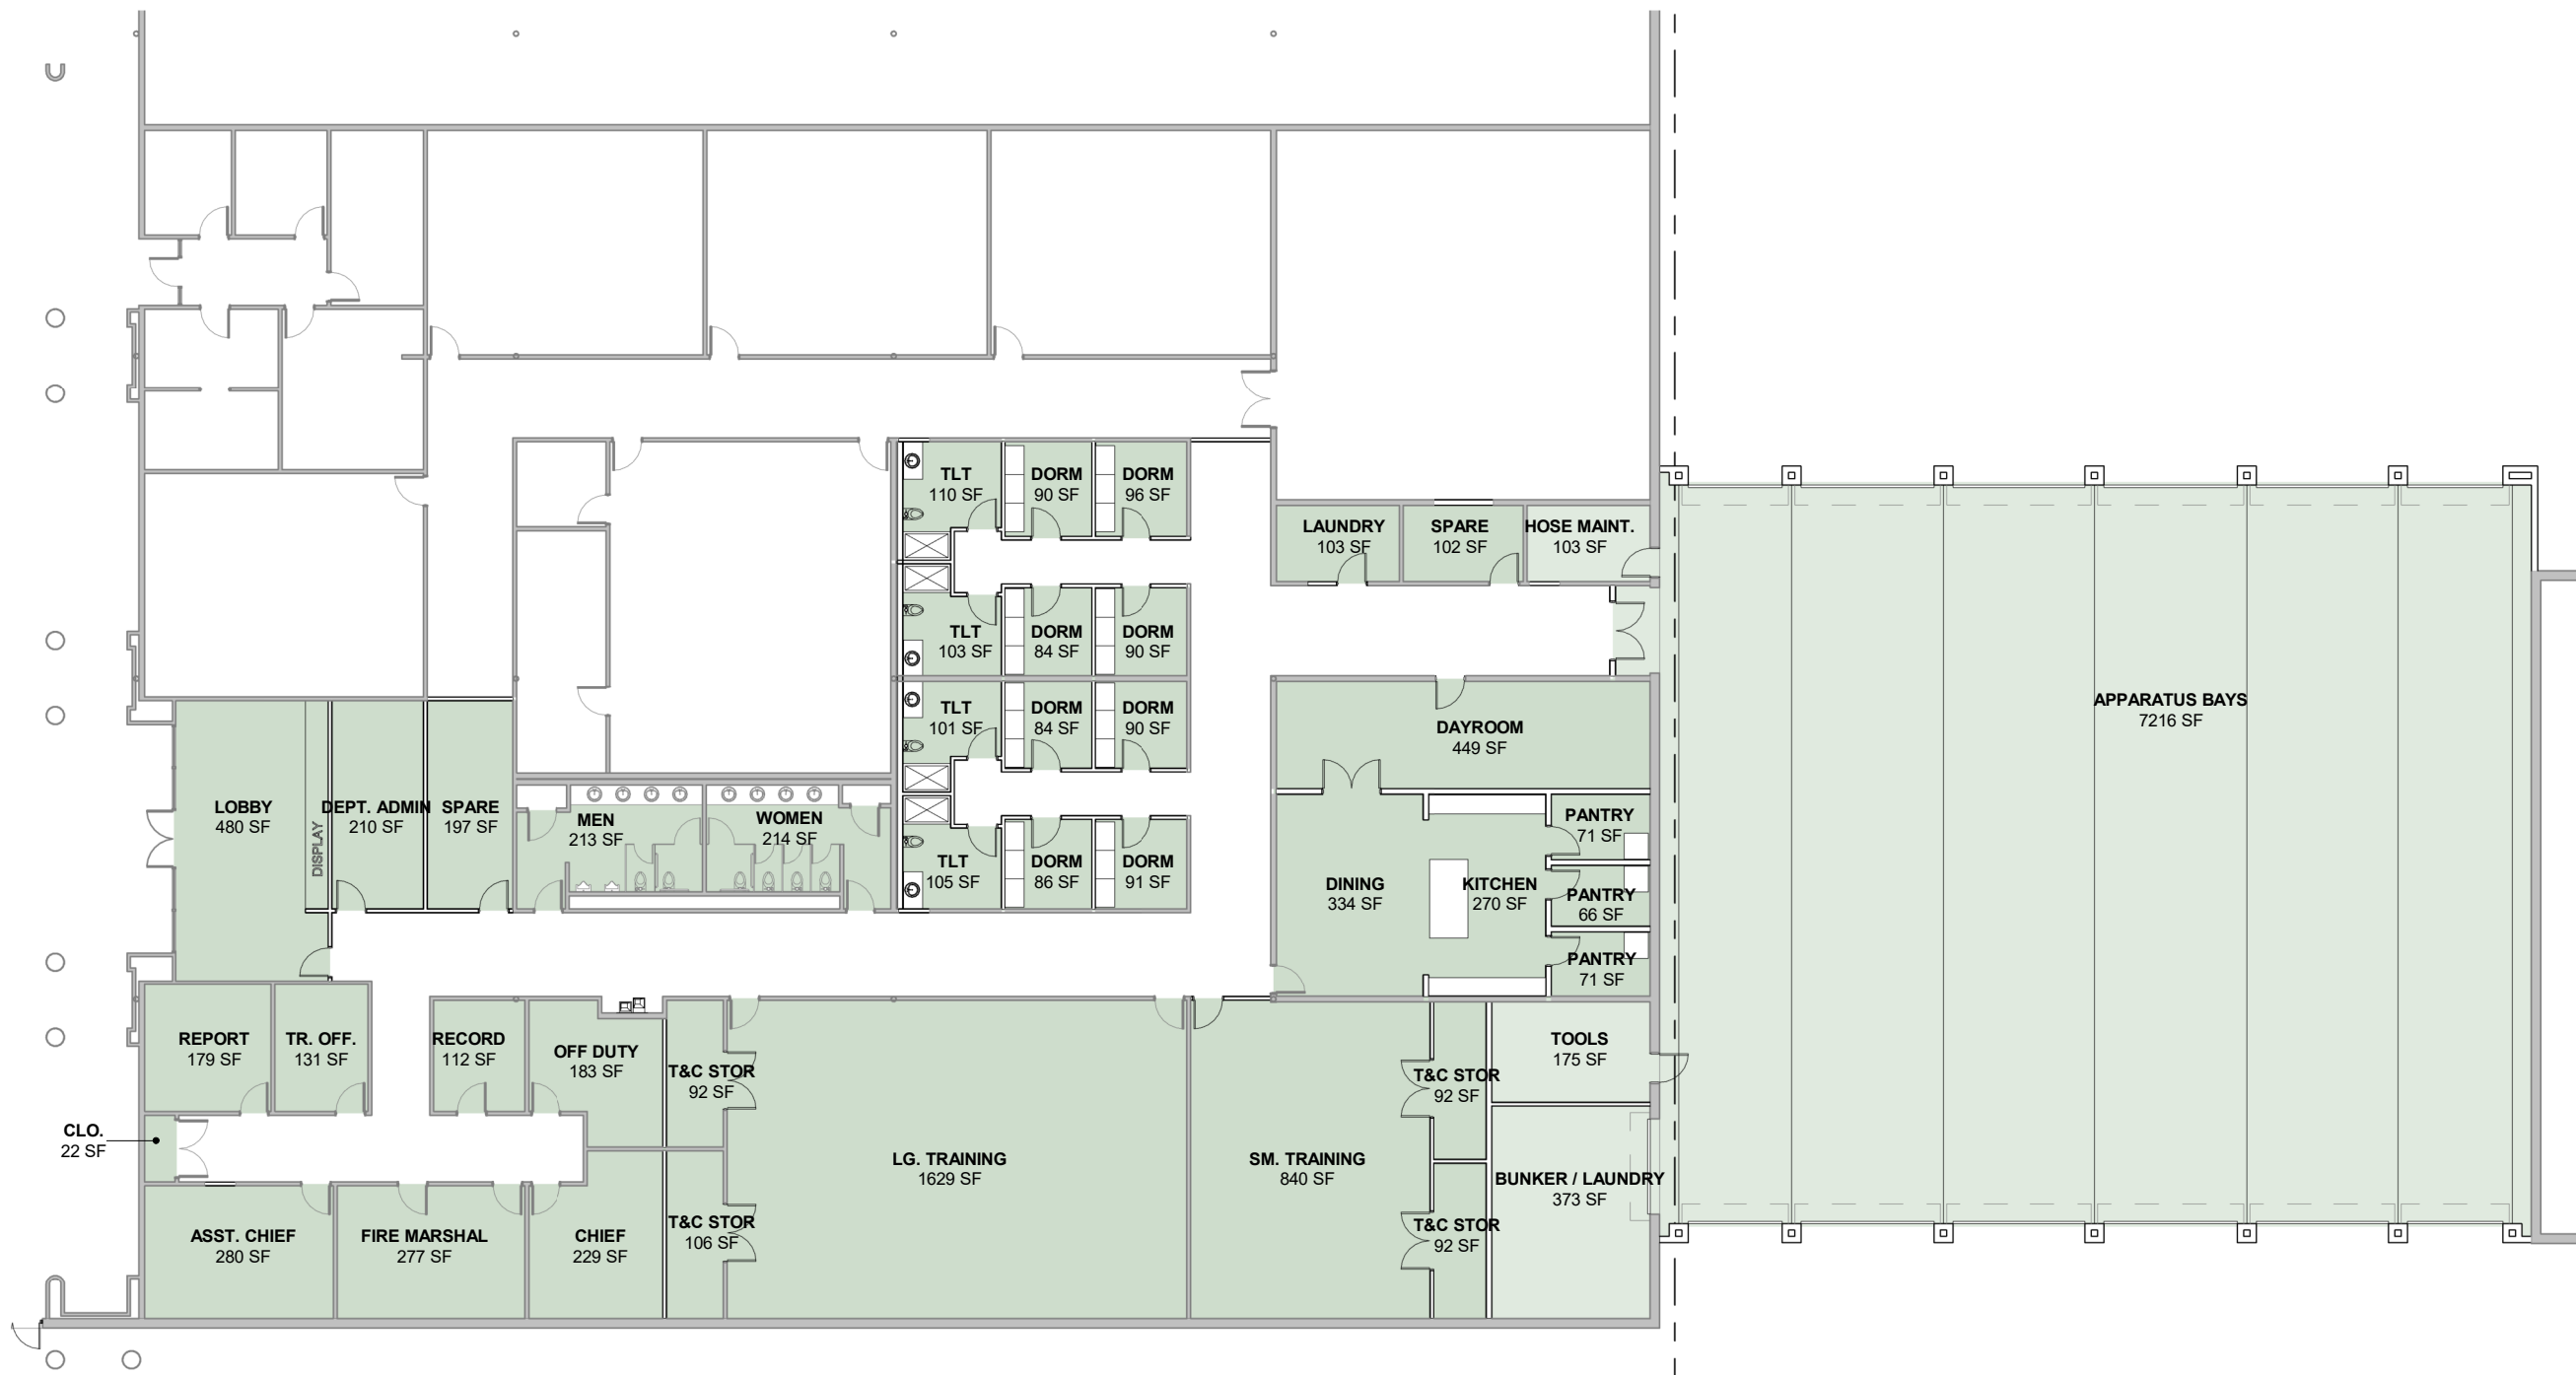 TLT
110 SF
DORM
90 SF
DORM
96 SF
LAUNDRY
103 SF
SPARE
102 SF
HOSE MAINT.
103 SF
TLT
103 SF
DORM
84 SF
DORM
90 SF
APPARATUS BAYS
7216 SF
TLT
101 SF
DORM
84 SF
DORM
90 SF
DAYROOM
449 SF
LOBBY
480 SF
DISPLAY
DEPT. ADMIN
210 SF
SPARE
197 SF
MEN
213 SF
WOMEN
214 SF
PANTRY
71 SF
TLT
105 SF
DORM
86 SF
DORM
91 SF
DINING
334 SF
KITCHEN
270 SF
PANTRY
66 SF
PANTRY
71 SF
REPORT
179 SF
TR. OFF.
131 SF
RECORD
112 SF
OFF DUTY
183 SF
T&C STOR
92 SF
T&C STOR
92 SF
TOOLS
175 SF
CLO.
22 SF
LG. TRAINING
1629 SF
SM. TRAINING
840 SF
BUNKER / LAUNDRY
373 SF
ASST. CHIEF
280 SF
FIRE MARSHAL
277 SF
CHIEF
229 SF
T&C STOR
106 SF
T&C STOR
92 SF